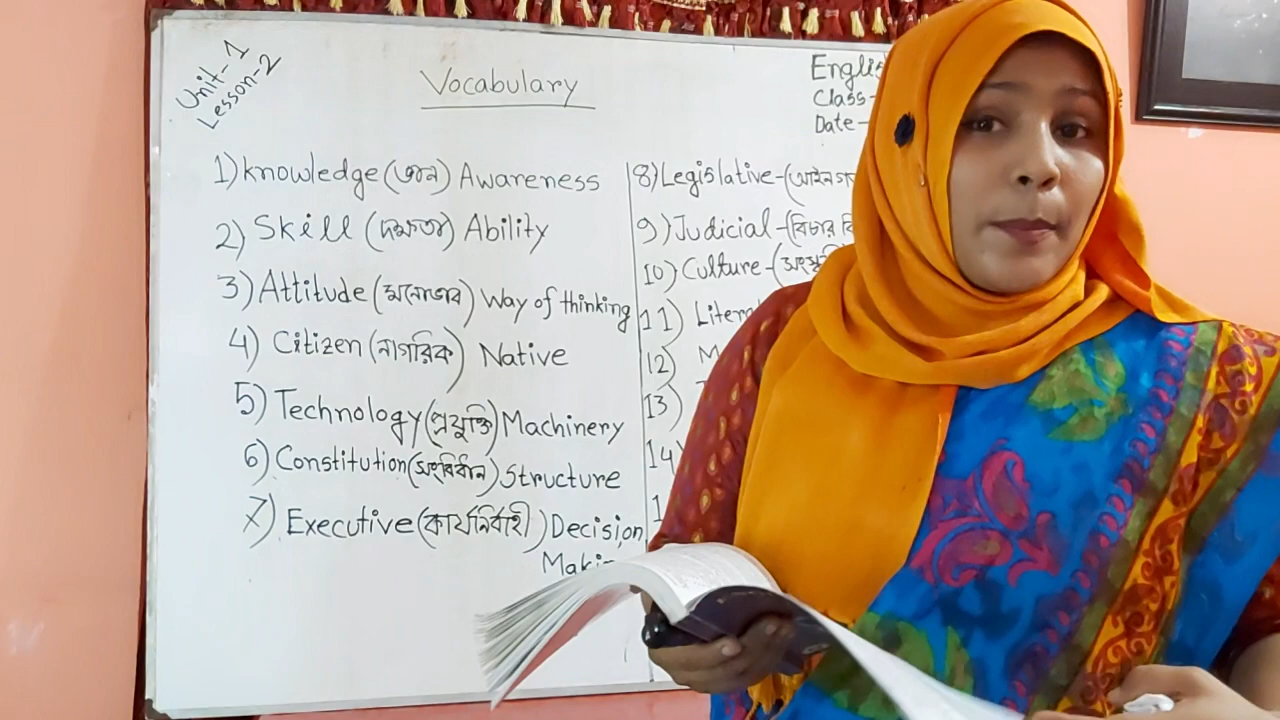 Unit-1
Lesson-2
Vocabulary
Class-
Date-
1) Knowledge (জ্ঞান) Awareness
2) Skill (দক্ষতা) Ability
3) Attitude (মনোভাব) Way of thinking
4) Citizen (নাগরিক) Native
5) Technology (প্রযুক্তি) Machinery
6) Constitution (সংবিধান) Structure
7) Executive (কার্যনির্বাহী) Decision
8) Legislative-
9) Judicial-(বিচার
10) Culture-
11)
12)
13)
14)